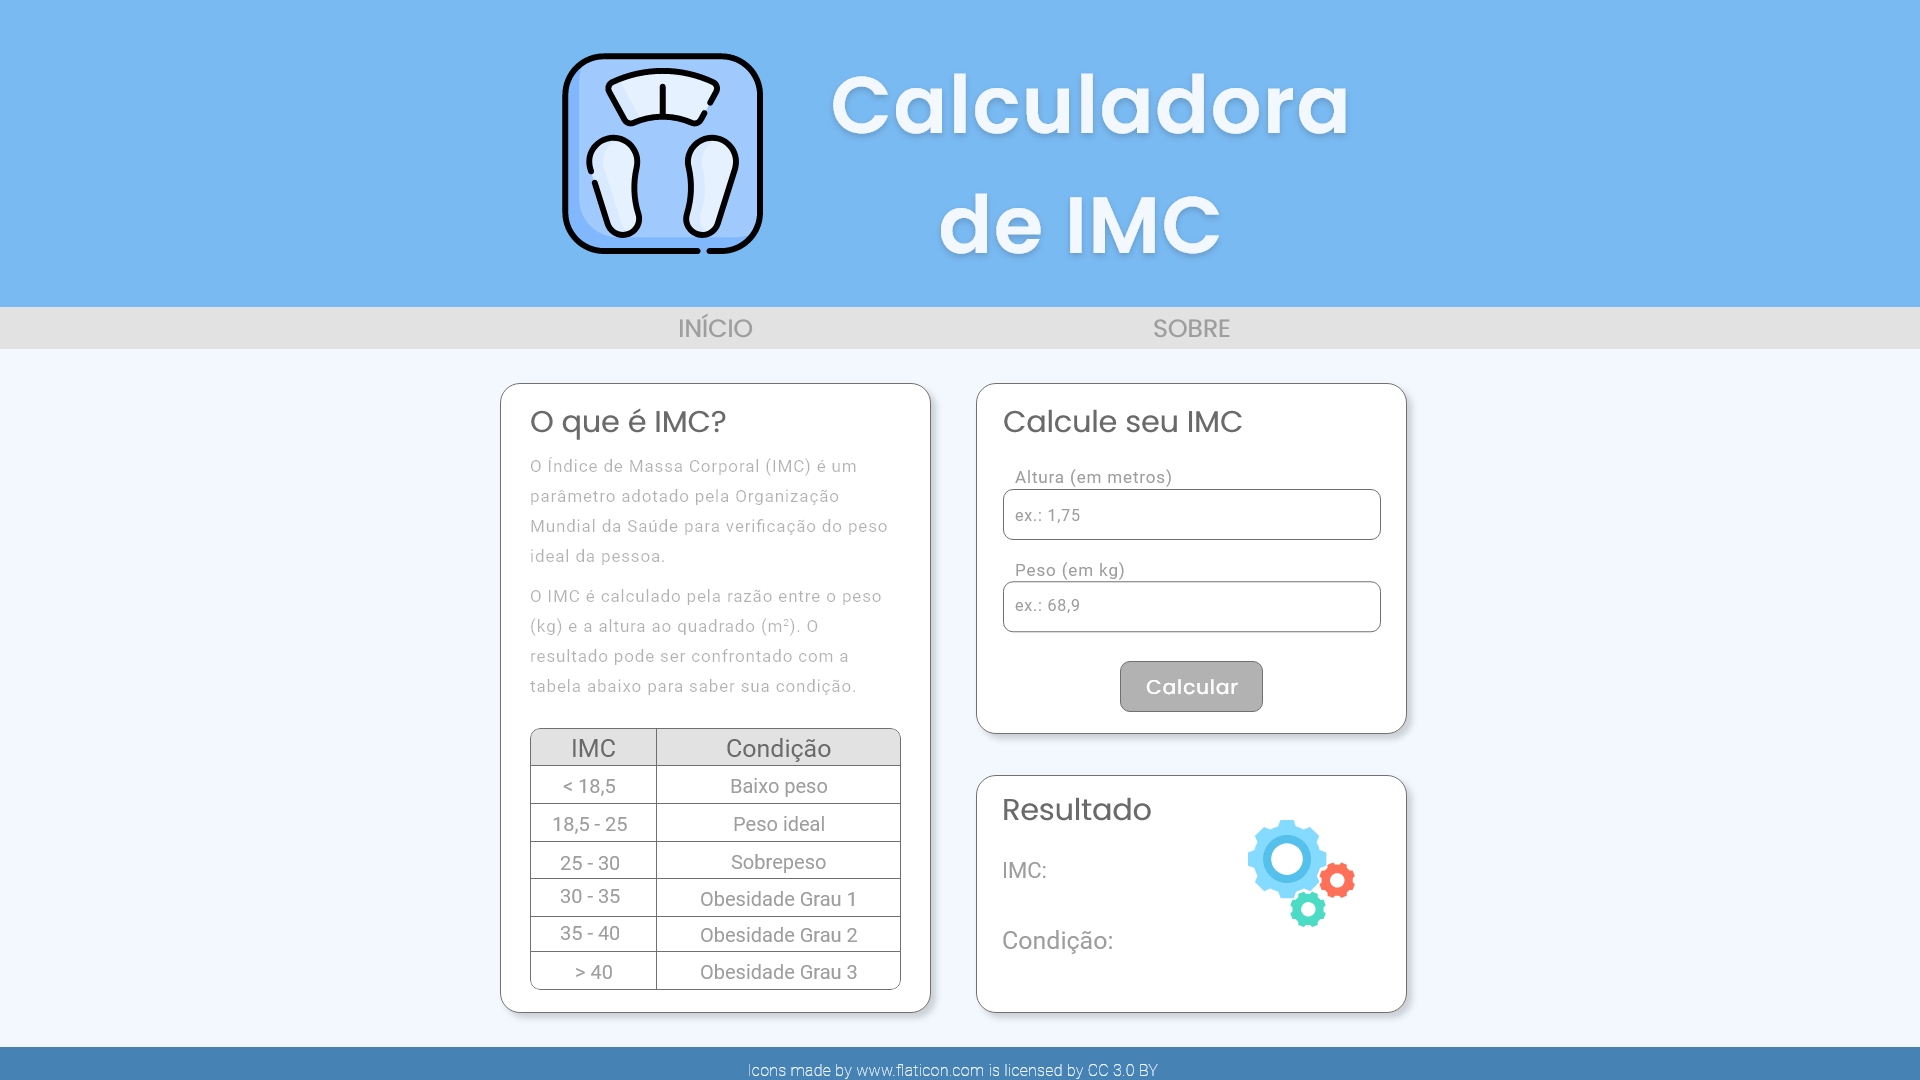 Calculadora
de IMC
INÍCIO
SOBRE
O que é IMC?
O Índice de Massa Corporal (IMC) é um
parâmetro adotado pela Organização
Mundial da Saúde para verificação do peso
ideal da pessoa.
O IMC é calculado pela razão entre o peso
(kg) e a altura ao quadrado (m²). O
resultado pode ser confrontado com a
tabela abaixo para saber sua condição.
IMC Condição
< 18,5 Baixo peso
18,5 - 25 Peso ideal
25 - 30 Sobrepeso
30 - 35 Obesidade Grau 1
35 - 40 Obesidade Grau 2
> 40 Obesidade Grau 3
Calcule seu IMC
Altura (em metros)
ex.: 1,75
Peso (em kg)
ex.: 68,9
Calcular
Resultado
IMC:
Condição:
Icons made by www.flaticon.com is licensed by CC 3.0 BY